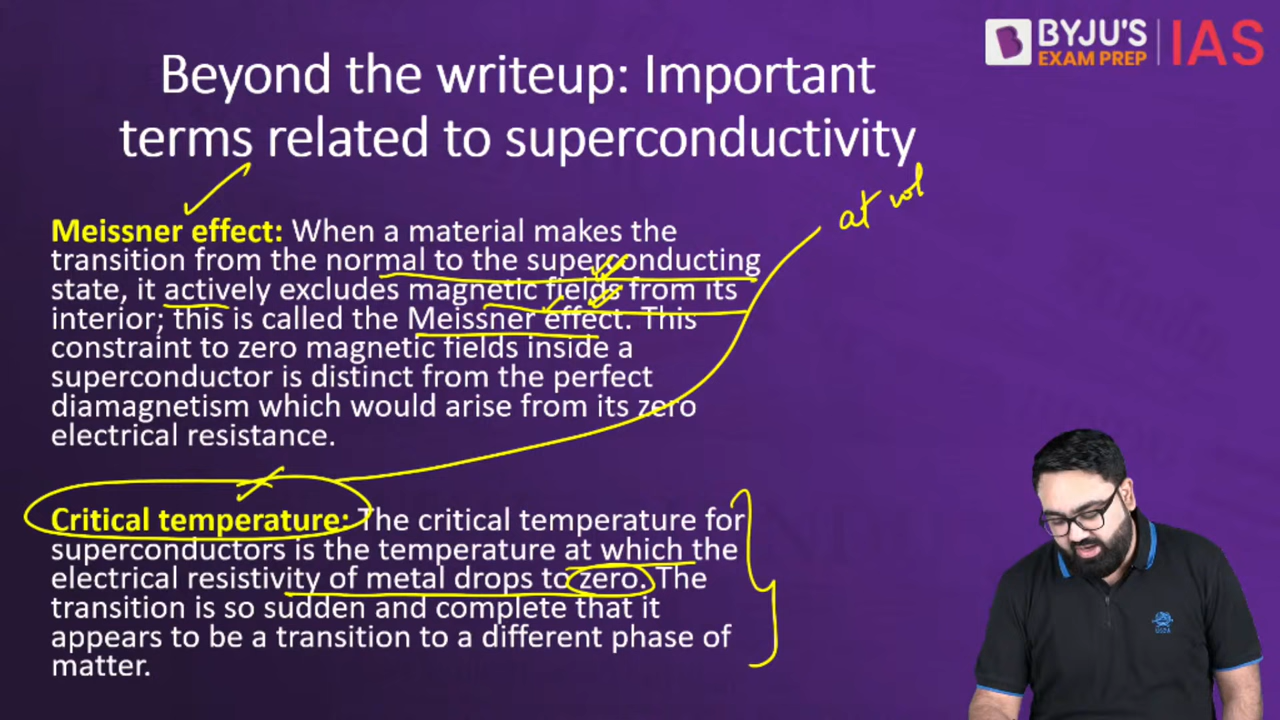 BYJU'S
EXAM PREP
IAS
Beyond the writeup: Important
terms related to superconductivity
at
Meissner effect: When a material makes the
transition from the normal to the superconducting
state, it actively excludes magnetic fields from its
interior; this is called the Meissner effect. This
constraint to zero magnetic fields inside a
superconductor is distinct from the perfect
diamagnetism which would arise from its zero
electrical resistance.
Critical temperature: The critical temperature for
superconductors is the temperature at which the
electrical resistivity of metal drops to zero. The
transition is so sudden and complete that it
appears to be a transition to a different phase of
matter.